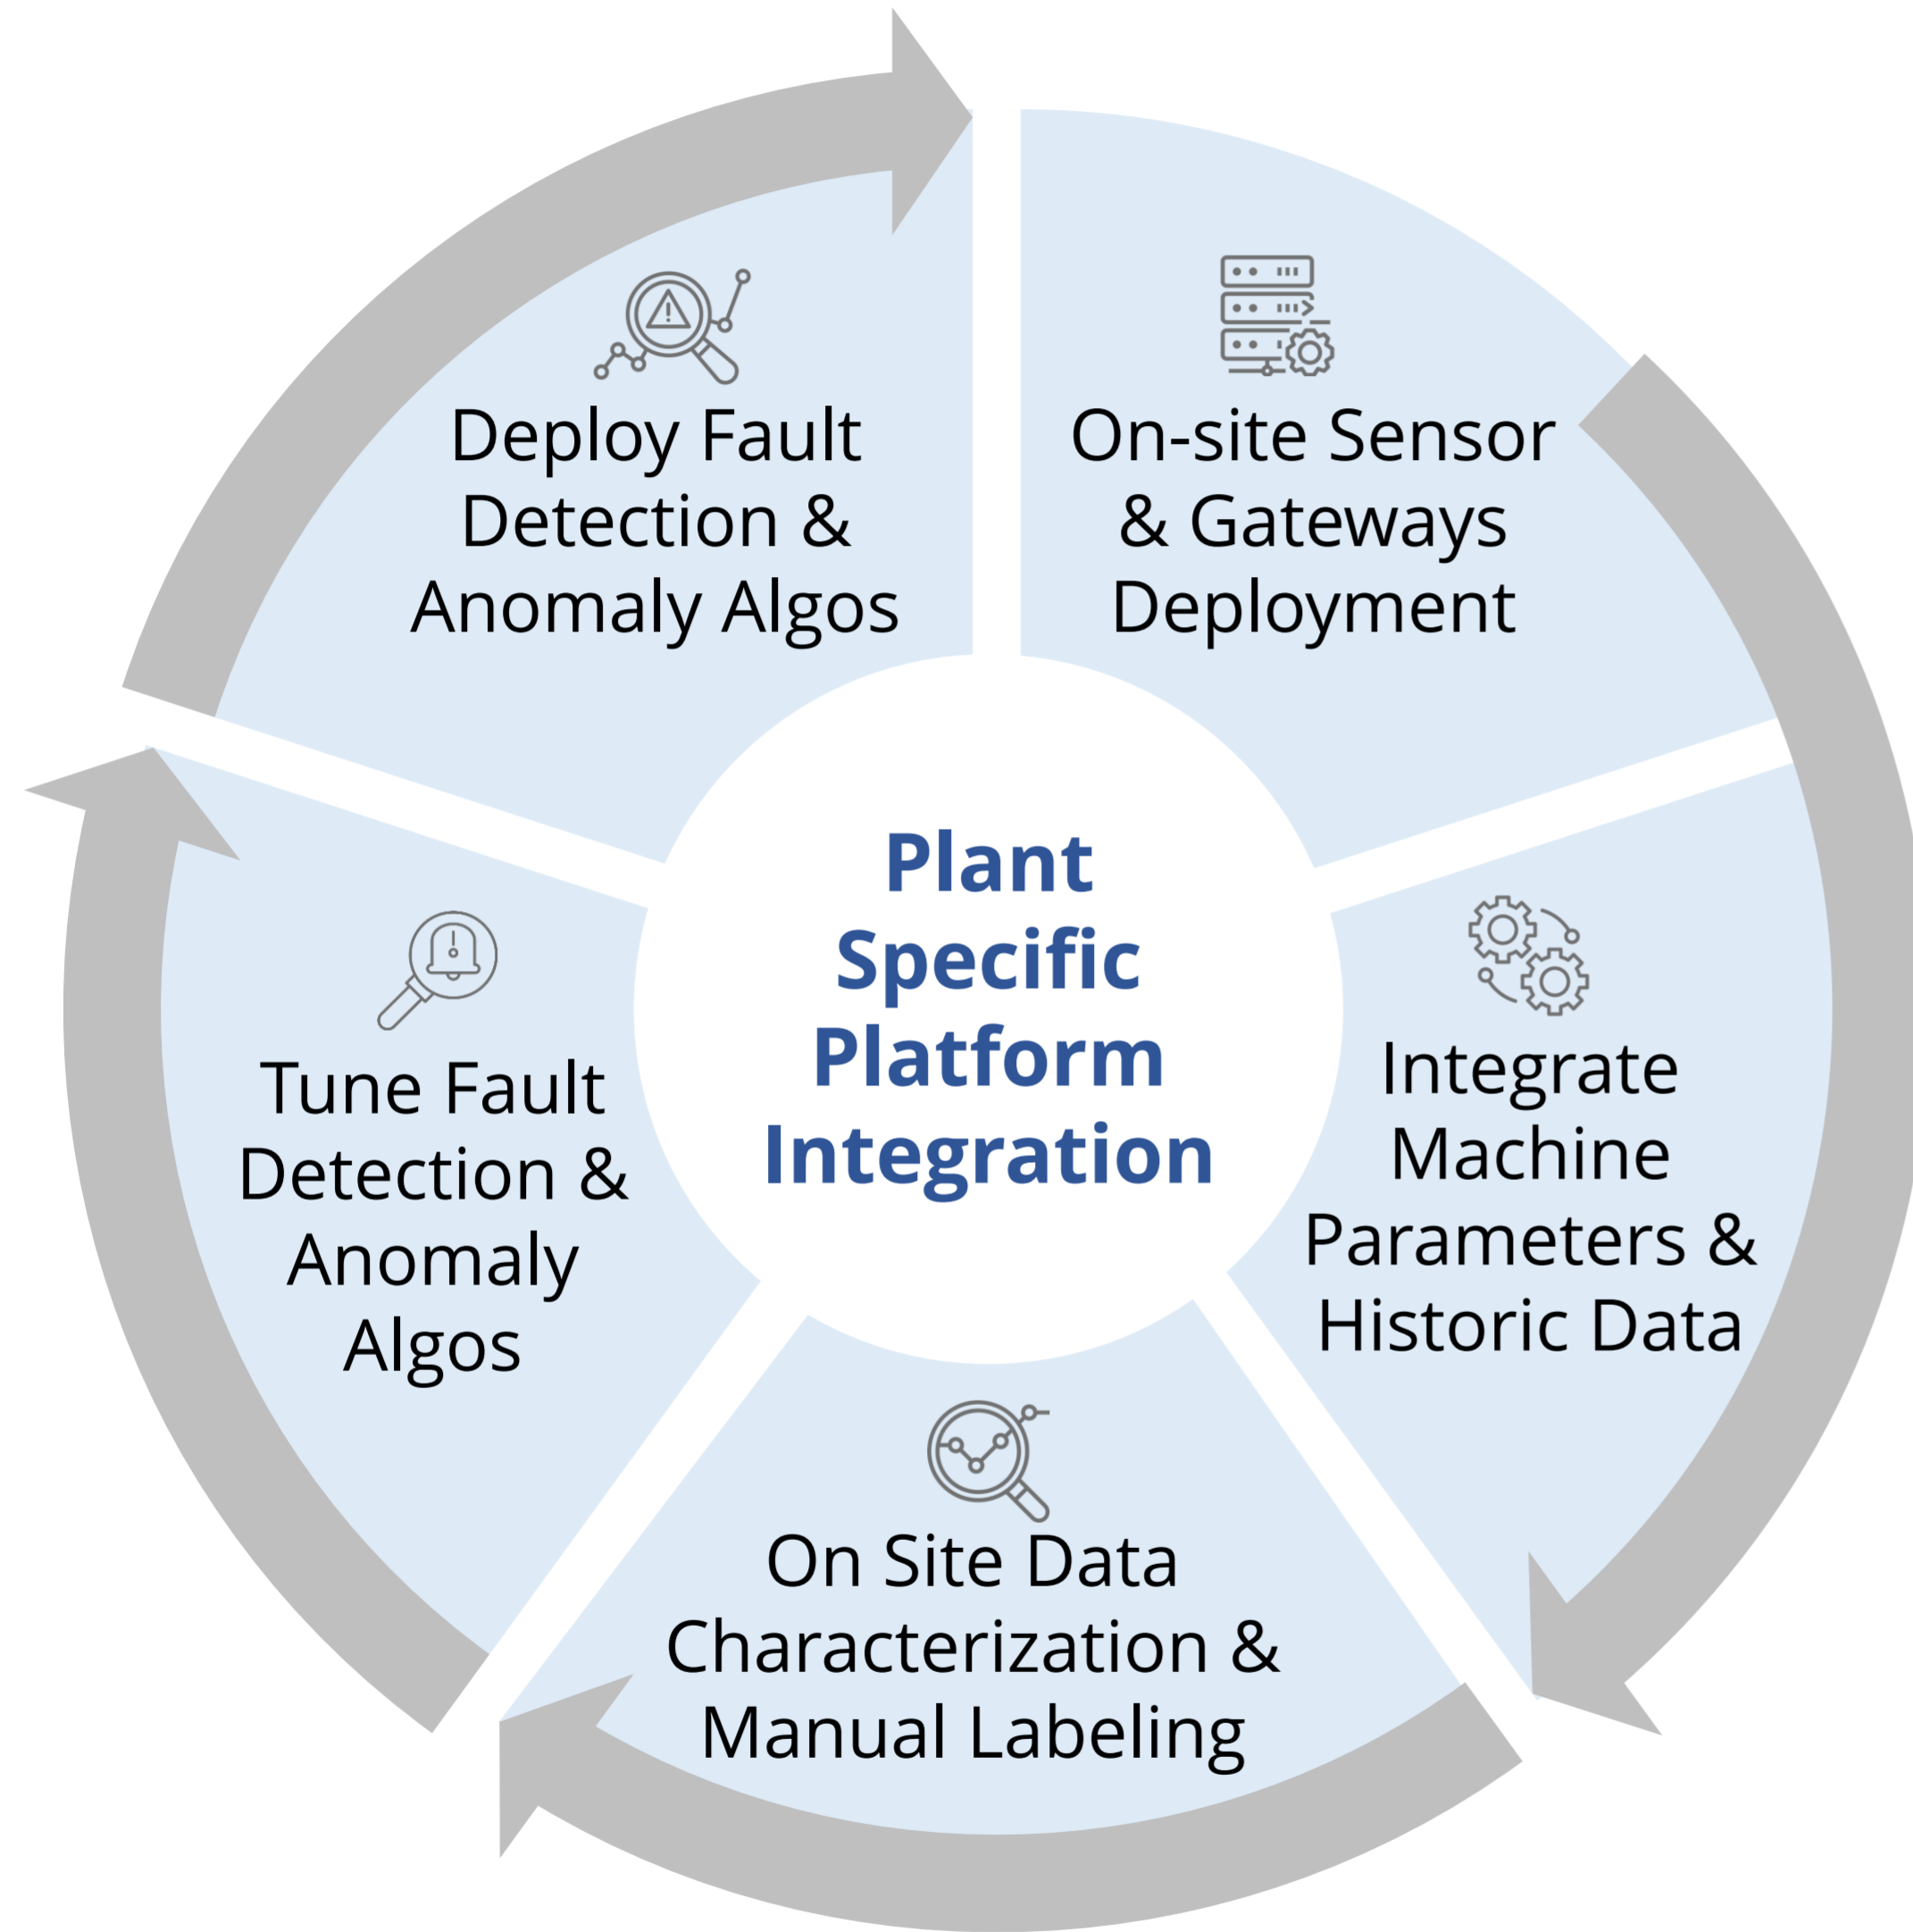 Deploy Fault
Detection &
Anomaly Algos
On-site Sensor
& Gateways
Deployment
Plant
Specific
Platform
Integration
Integrate
Machine
Parameters &
Historic Data
On Site Data
Characterization &
Manual Labeling
Tune Fault
Detection &
Anomaly
Algos